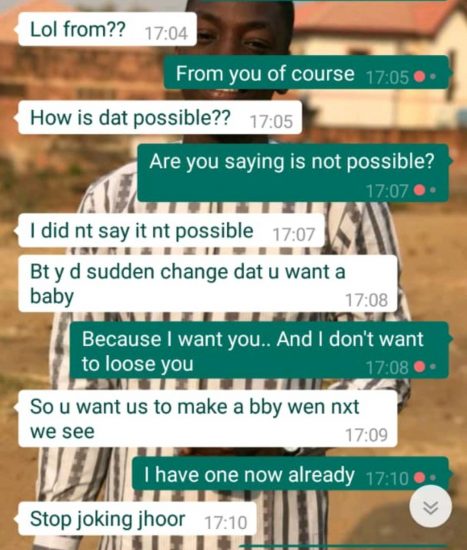 Lol from?? 17:04
From you of course 17:05
How is dat possible?? 17:05
Are you saying is not possible?
17:07
I did nt say it nt possible 17:07
Bt y d sudden change dat u want a
baby 17:08
Because I want you.. And I don't want
to loose you 17:08
So u want us to make a bby wen nxt
we see 17:09
I have one now already 17:10
Stop joking jhoor 17:10